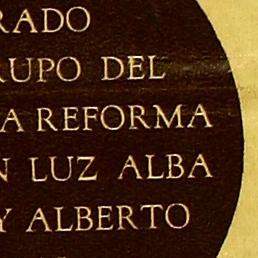 RADO
RUPO DEL
A REFORMA
N LUZ ALBA
Y ALBERTO